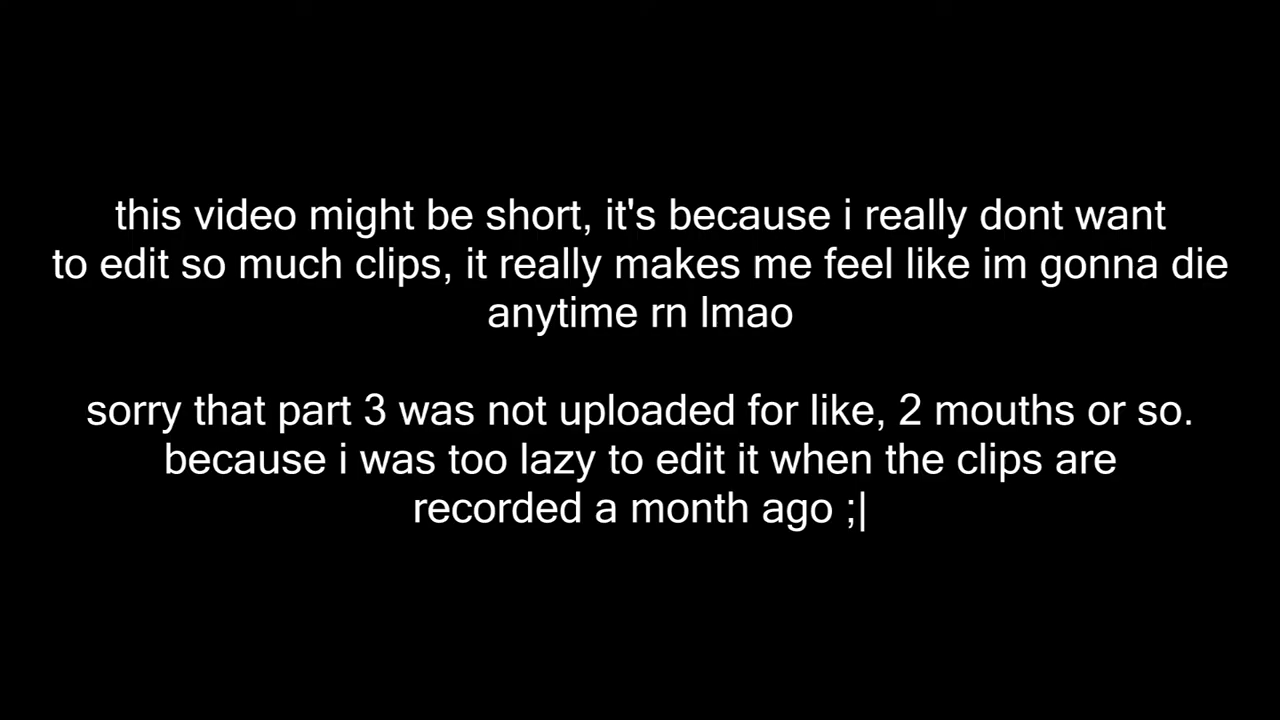 this video might be short, it's because i really dont want
to edit so much clips, it really makes me feel like im gonna die
anytime rn lmao
sorry that part 3 was not uploaded for like, 2 mouths or so.
because i was too lazy to edit it when the clips are
recorded a month ago ;|